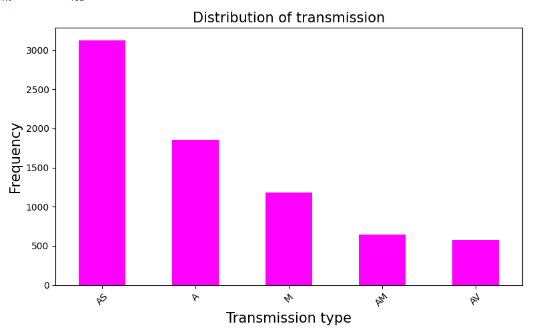 Distribution of transmission
Frequency
3000
2500
2000
1500
1000
500
0
AS
A
M
AM
AV
Transmission type